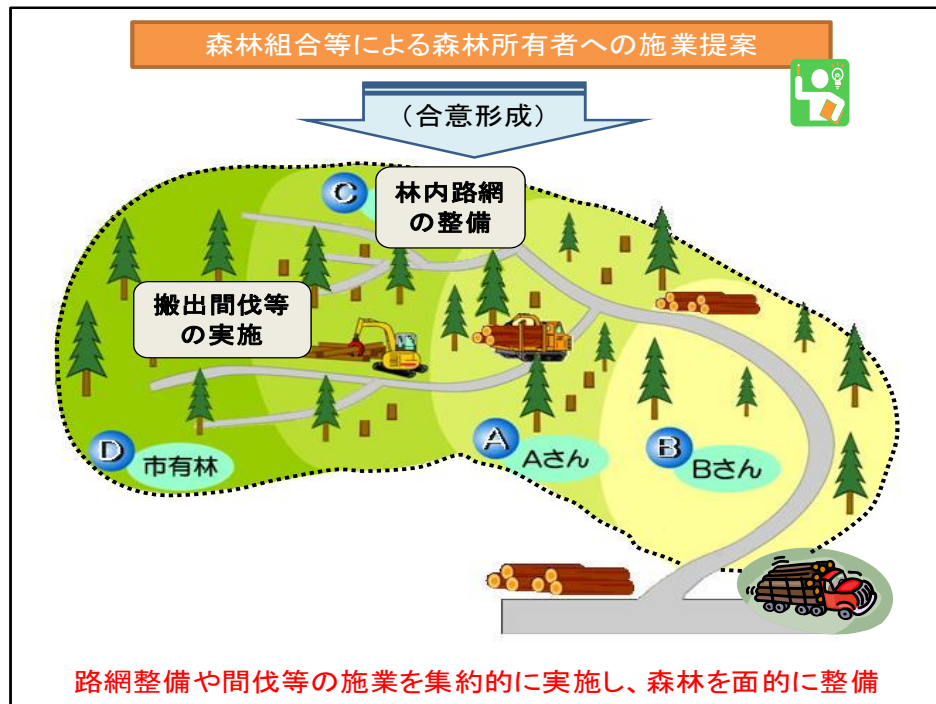 森林組合等による森林所有者への施業提案
（合意形成）
C
林内路網
の整備
搬出間伐等
の実施
D
市有林
A
Aさん
B
Bさん
路網整備や間伐等の施業を集約的に実施し、森林を面的に整備